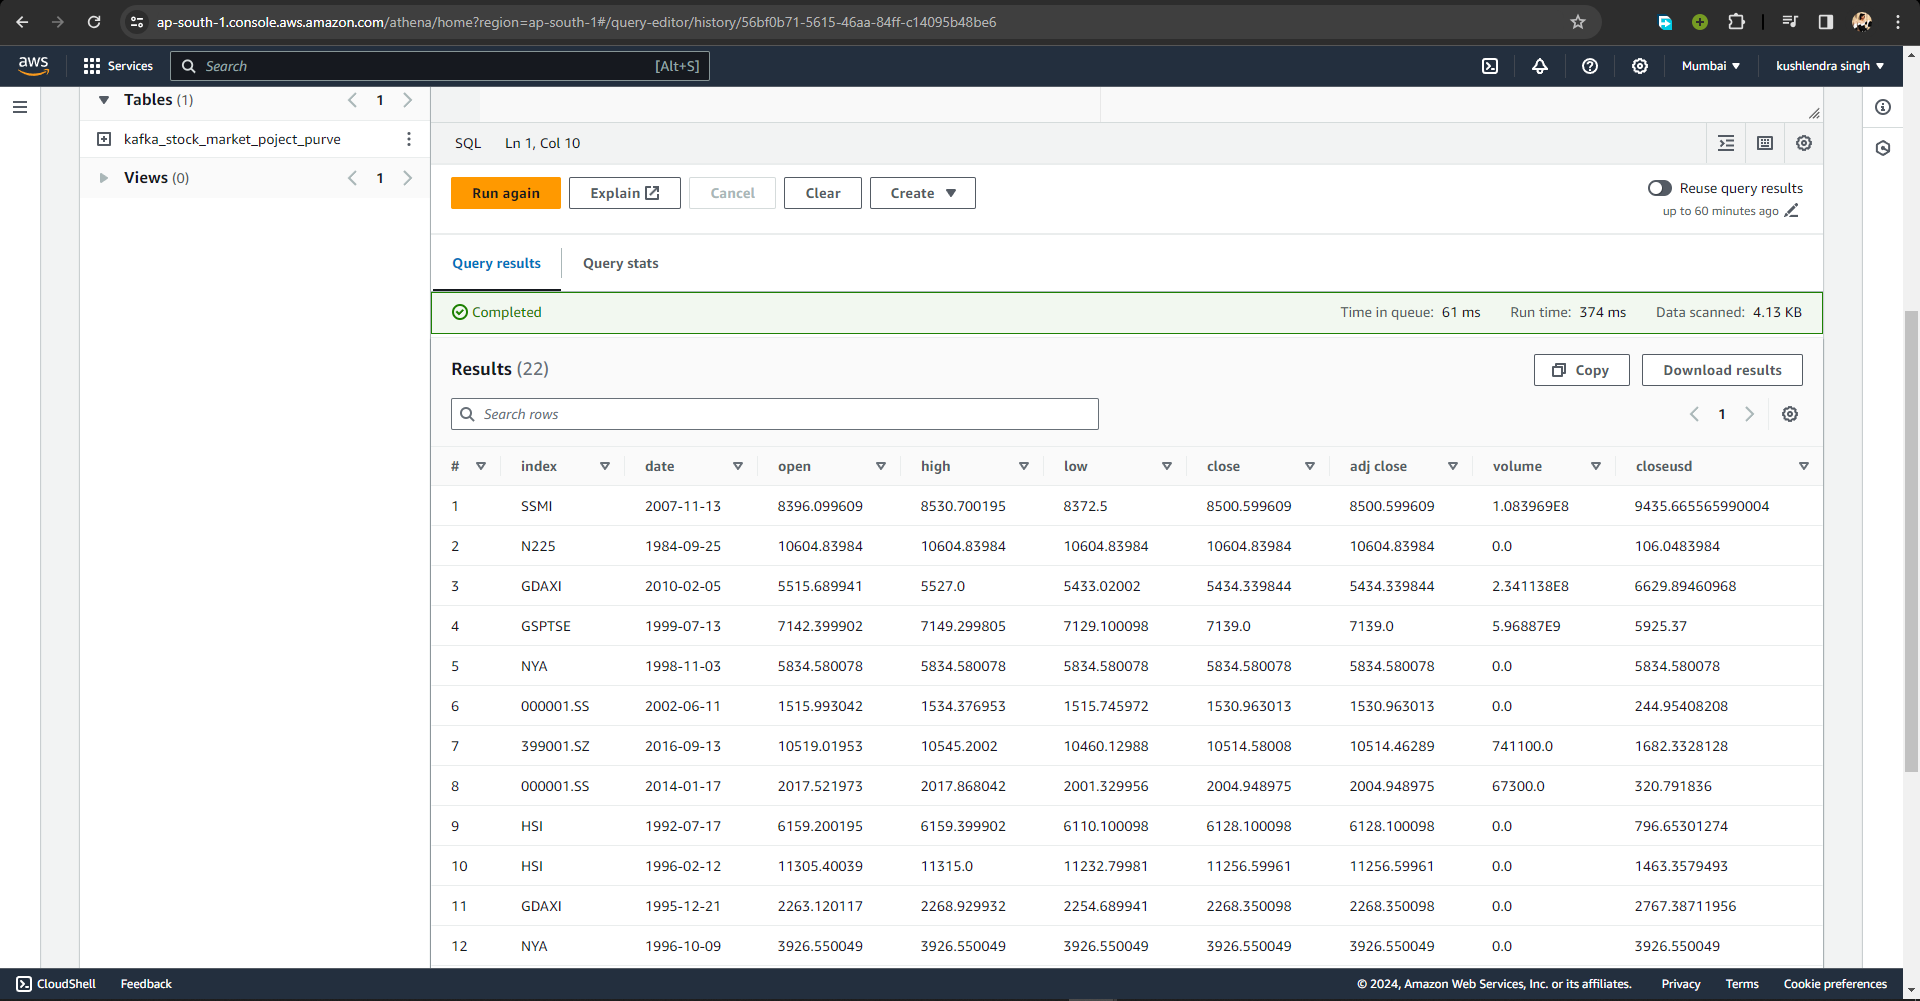 ap-south-1.console.aws.amazon.com/athena/home?region=ap-south-1#/query-editor/history/56bf0b71-5615-46aa-84ff-c14095b48be6
aws Services Search [Alt+S] Mumbai kushlendra singh
Tables (1) 1
kafka_stock_market_poject_purve
Views (0) 1
SQL Ln 1, Col 10
Run again Explain Cancel Clear Create Reuse query results
up to 60 minutes ago
Query results Query stats
Completed Time in queue: 61 ms Run time: 374 ms Data scanned: 4.13 KB
Results (22) Copy Download results
Search rows 1
# index date open high low close adj close volume closeusd
1 SSMI 2007-11-13 8396.099609 8530.700195 8372.5 8500.599609 8500.599609 1.083969E8 9435.665565990004
2 N225 1984-09-25 10604.83984 10604.83984 10604.83984 10604.83984 10604.83984 0.0 106.0483984
3 GDAXI 2010-02-05 5515.689941 5527.0 5433.02002 5434.339844 5434.339844 2.341138E8 6629.89460968
4 GSPTSE 1999-07-13 7142.399902 7149.299805 7129.100098 7139.0 7139.0 5.96887E9 5925.37
5 NYA 1998-11-03 5834.580078 5834.580078 5834.580078 5834.580078 5834.580078 0.0 5834.580078
6 000001.SS 2002-06-11 1515.993042 1534.376953 1515.745972 1530.963013 1530.963013 0.0 244.95408208
7 399001.SZ 2016-09-13 10519.01953 10545.2002 10460.12988 10514.58008 10514.46289 741100.0 1682.3328128
8 000001.SS 2014-01-17 2017.521973 2017.868042 2001.329956 2004.948975 2004.948975 67300.0 320.791836
9 HSI 1992-07-17 6159.200195 6159.399902 6110.100098 6128.100098 6128.100098 0.0 796.65301274
10 HSI 1996-02-12 11305.40039 11315.0 11232.79981 11256.59961 11256.59961 0.0 1463.3579493
11 GDAXI 1995-12-21 2263.120117 2268.929932 2254.689941 2268.350098 2268.350098 0.0 2767.38711956
12 NYA 1996-10-09 3926.550049 3926.550049 3926.550049 3926.550049 3926.550049 0.0 3926.550049
CloudShell Feedback © 2024, Amazon Web Services, Inc. or its affiliates. Privacy Terms Cookie preferences